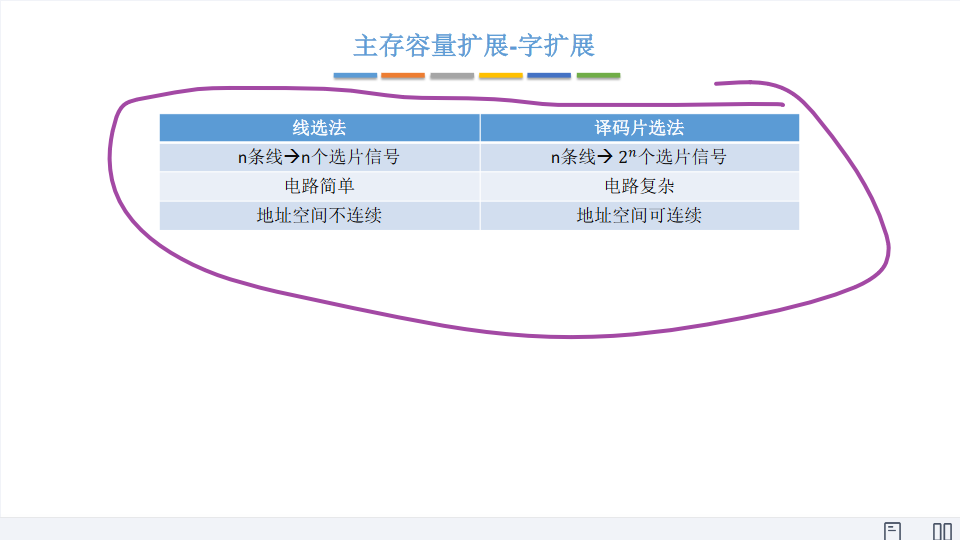 主存容量扩展-字扩展
线选法 译码片选法
n条线→n个选片信号 n条线→ 2ⁿ个选片信号
电路简单 电路复杂
地址空间不连续 地址空间可连续